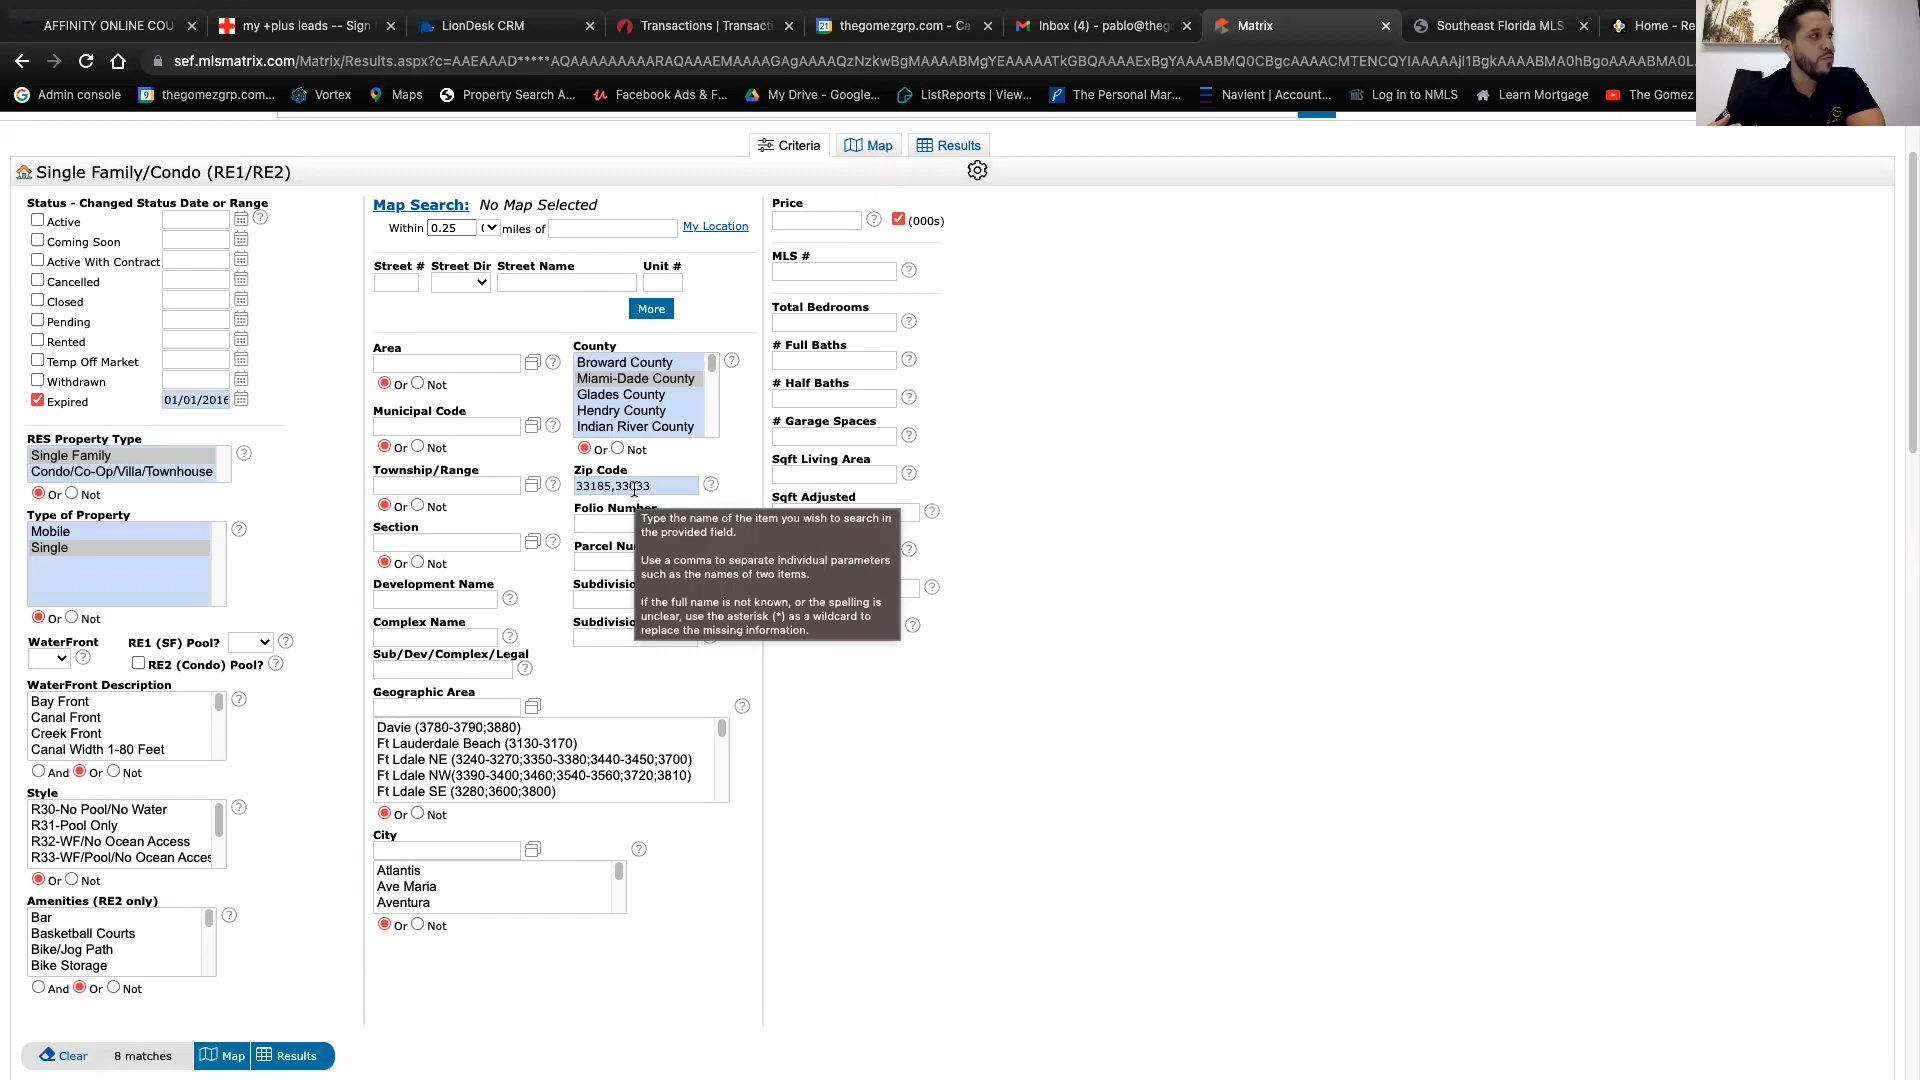 AFFINITY ONLINE COU
my +plus leads -- Sign
LionDesk CRM
Transactions | Transacti
thegomezgrp.com - Ca
Inbox (4) - pablo@theg
Matrix
Southeast Florida MLS
Home - Re
sef.mlsmatrix.com/Matrix/Results.aspx?c=AAEAAAD*****AQAAAAAAAAARAQAAAEMAAAAGAgAAAAQzNzkwBgMAAAABMgYEAAAAATkGBQAAAAExBgYAAAABMQ0CBgcAAAACMTENCQYIAAAAAjI1BgkAAAABMA0hBgoAAAABMA0L.
Admin console
thegomezgrp.com...
Vortex
Maps
Property Search A...
Facebook Ads & F...
My Drive - Google...
ListReports | View...
The Personal Mar...
Navient | Account...
Log in to NMLS
Learn Mortgage
The Gomez
Criteria
Map
Results
Single Family/Condo (RE1/RE2)
Status - Changed Status Date or Range
Active
Coming Soon
Active With Contract
Cancelled
Closed
Pending
Rented
Temp Off Market
Withdrawn
Expired 01/01/2016
RES Property Type
Single Family
Condo/Co-Op/Villa/Townhouse
Or Not
Type of Property
Mobile
Single
Or Not
WaterFront RE1 (SF) Pool?
RE2 (Condo) Pool?
WaterFront Description
Bay Front
Canal Front
Creek Front
Canal Width 1-80 Feet
And Or Not
Style
R30-No Pool/No Water
R31-Pool Only
R32-WF/No Ocean Access
R33-WF/Pool/No Ocean Acces
Or Not
Amenities (RE2 only)
Bar
Basketball Courts
Bike/Jog Path
Bike Storage
And Or Not
Clear 8 matches Map Results
Map Search: No Map Selected
Within 0.25 miles of My Location
Street # Street Dir Street Name Unit #
More
Area
Or Not
Municipal Code
Or Not
Township/Range
Or Not
Section
Or Not
Development Name
Complex Name
Sub/Dev/Complex/Legal
County
Broward County
Miami-Dade County
Glades County
Hendry County
Indian River County
Or Not
Zip Code
33185,33033
Folio Number
Parcel Nu
Subdivisio
Subdivisio
Type the name of the item you wish to search in
the provided field.
Use a comma to separate individual parameters
such as the names of two items.
If the full name is not known, or the spelling is
unclear, use the asterisk (*) as a wildcard to
replace the missing information.
Geographic Area
Davie (3780-3790;3880)
Ft Lauderdale Beach (3130-3170)
Ft Ldale NE (3240-3270;3350-3380;3440-3450;3700)
Ft Ldale NW(3390-3400;3460;3540-3560;3720;3810)
Ft Ldale SE (3280;3600;3800)
Or Not
City
Atlantis
Ave Maria
Aventura
Or Not
Price
(000s)
MLS #
Total Bedrooms
# Full Baths
# Half Baths
# Garage Spaces
Sqft Living Area
Sqft Adjusted